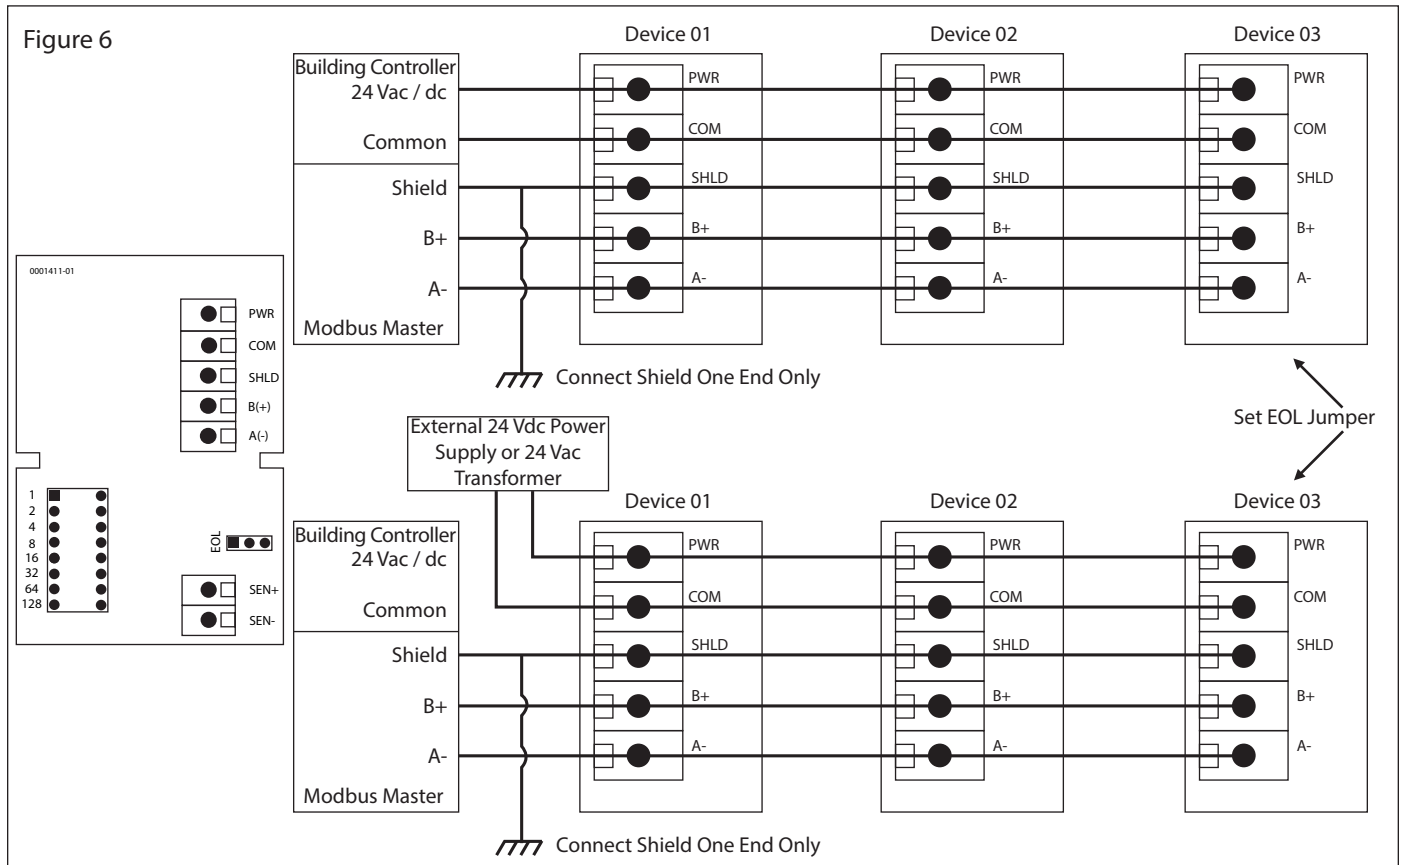 Figure 6
Device 01
Device 02
Device 03
Building Controller
24 Vac / dc
Common
Shield
B+
A-
Modbus Master
PWR
COM
SHLD
B+
A-
PWR
COM
SHLD
B+
A-
PWR
COM
SHLD
B+
A-
Connect Shield One End Only
Set EOL Jumper
0001411-01
PWR
COM
SHLD
B(+)
A(-)
1
2
4
8
16
32
64
128
EOL
SEN+
SEN-
External 24 Vdc Power
Supply or 24 Vac
Transformer
Device 01
Device 02
Device 03
Building Controller
24 Vac / dc
Common
Shield
B+
A-
Modbus Master
PWR
COM
SHLD
B+
A-
PWR
COM
SHLD
B+
A-
PWR
COM
SHLD
B+
A-
Connect Shield One End Only